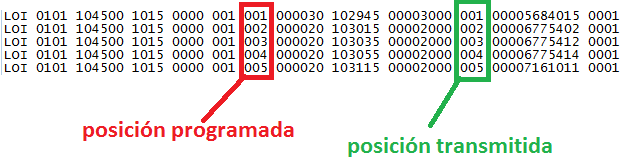 LOI 0101 104500 1015 0000 001 001 000030 102945 00003000 001 00005684015 0001
LOI 0101 104500 1015 0000 001 002 000020 103015 00002000 002 00006775402 0001
LOI 0101 104500 1015 0000 001 003 000020 103035 00002000 003 00006775412 0001
LOI 0101 104500 1015 0000 001 004 000020 103055 00002000 004 00006775414 0001
LOI 0101 104500 1015 0000 001 005 000020 103115 00002000 005 00007161011 0001
posición programada
posición transmitida